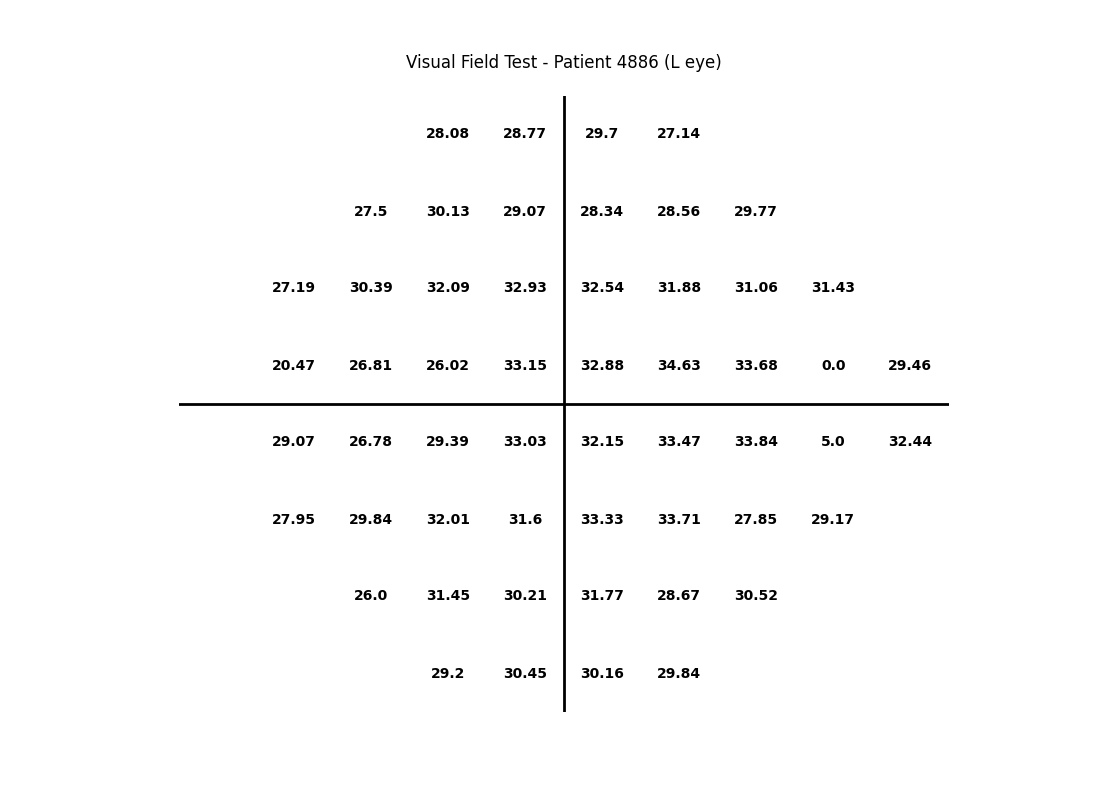 Visual Field Test - Patient 4886 (L eye)
28.08 28.77 29.7 27.14
27.5 30.13 29.07 28.34 28.56 29.77
27.19 30.39 32.09 32.93 32.54 31.88 31.06 31.43
20.47 26.81 26.02 33.15 32.88 34.63 33.68 0.0 29.46
29.07 26.78 29.39 33.03 32.15 33.47 33.84 5.0 32.44
27.95 29.84 32.01 31.6 33.33 33.71 27.85 29.17
26.0 31.45 30.21 31.77 28.67 30.52
29.2 30.45 30.16 29.84